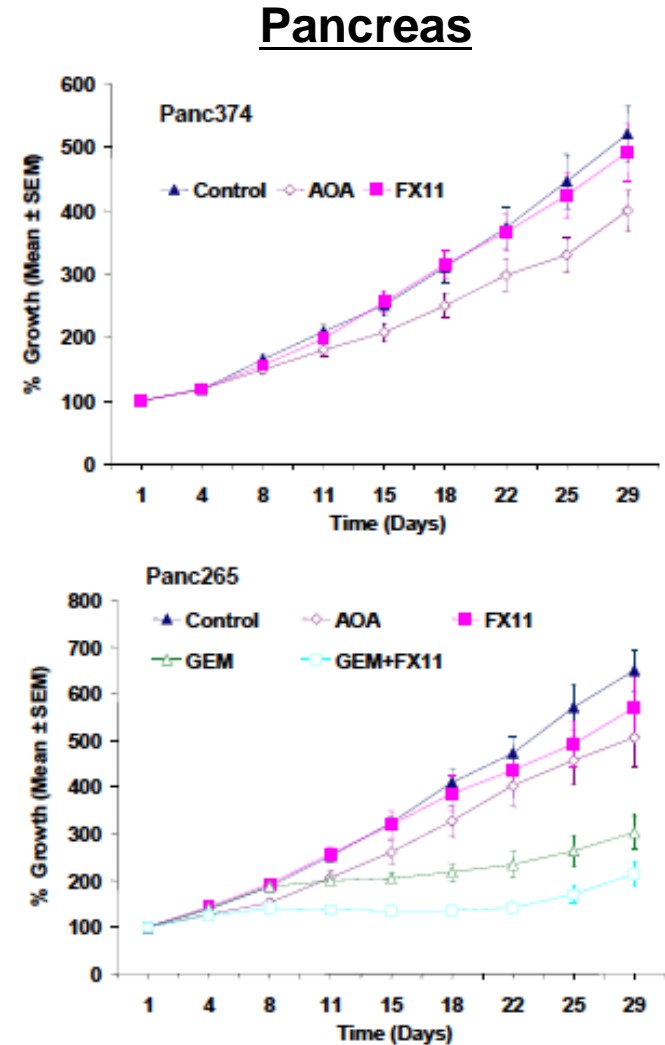 Pancreas
600
Panc374
500
Control AOA FX11
400
300
200
100
0
% Growth (Mean ± SEM)
1 4 8 11 15 18 22 25 29
Time (Days)
Panc265
800
Control AOA FX11
700
GEM GEM+FX11
600
500
400
300
200
100
0
% Growth (Mean ± SEM)
1 4 8 11 15 18 22 25 29
Time (Days)